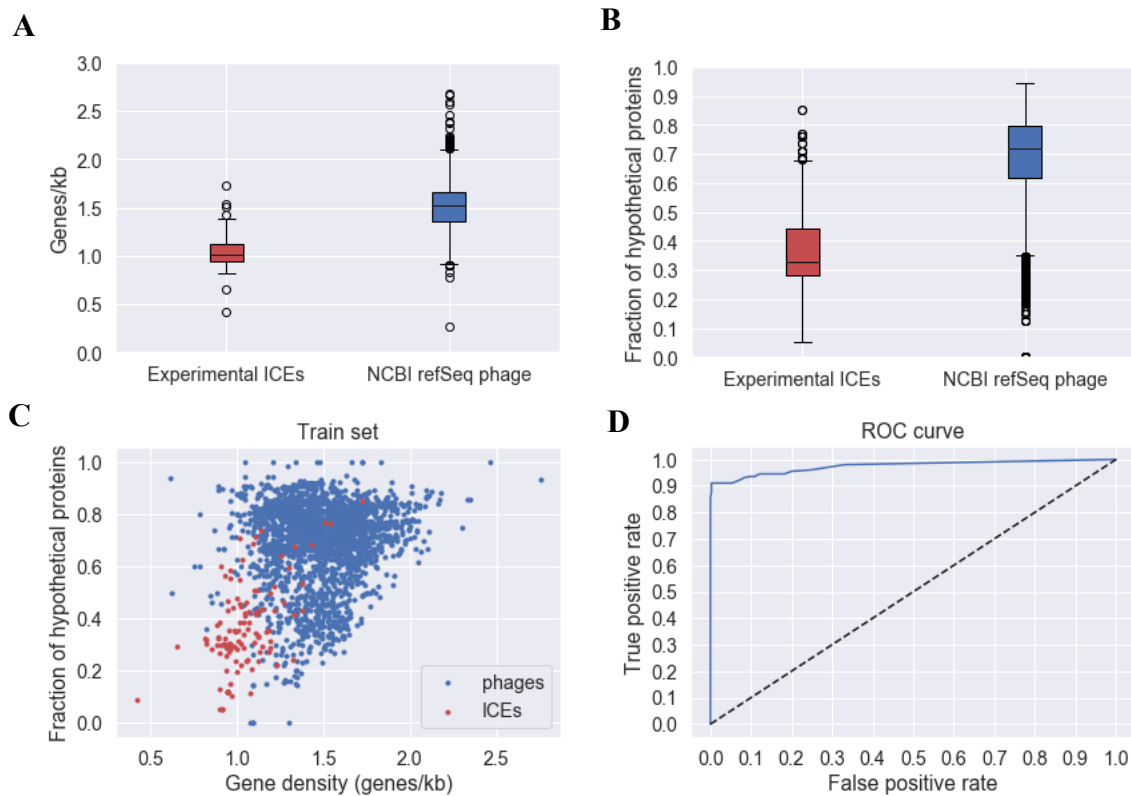 A
Genes/kb
3.0
2.5
2.0
1.5
1.0
0.5
0.0
Experimental ICEs
NCBI refSeq phage
B
Fraction of hypothetical proteins
1.0
0.9
0.8
0.7
0.6
0.5
0.4
0.3
0.2
0.1
0.0
Experimental ICEs
NCBI refSeq phage
C
Train set
Fraction of hypothetical proteins
1.0
0.8
0.6
0.4
0.2
0.0
phages
ICEs
0.5 1.0 1.5 2.0 2.5
Gene density (genes/kb)
D
ROC curve
True positive rate
1.0
0.9
0.8
0.7
0.6
0.5
0.4
0.3
0.2
0.1
0.0
0.0 0.1 0.2 0.3 0.4 0.5 0.6 0.7 0.8 0.9 1.0
False positive rate